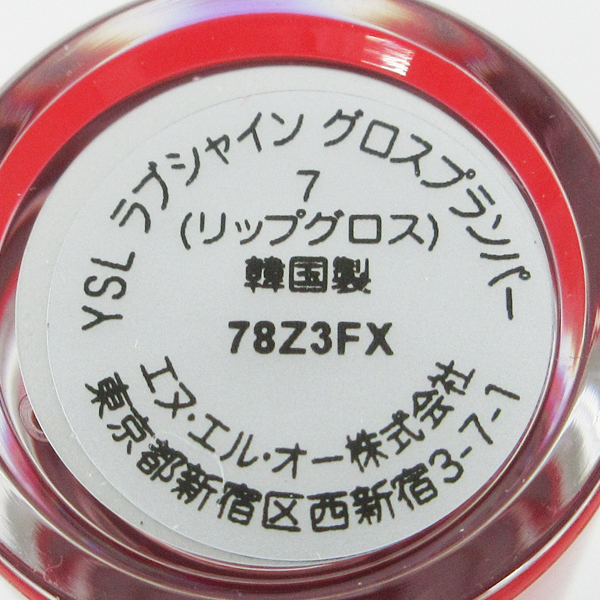 YSL ラブシャイン グロスプランパー
7
(リップグロス)
韓国製
78Z3FX
エヌ・エル・オー株式会社
東京都新宿区西新宿3-7-1